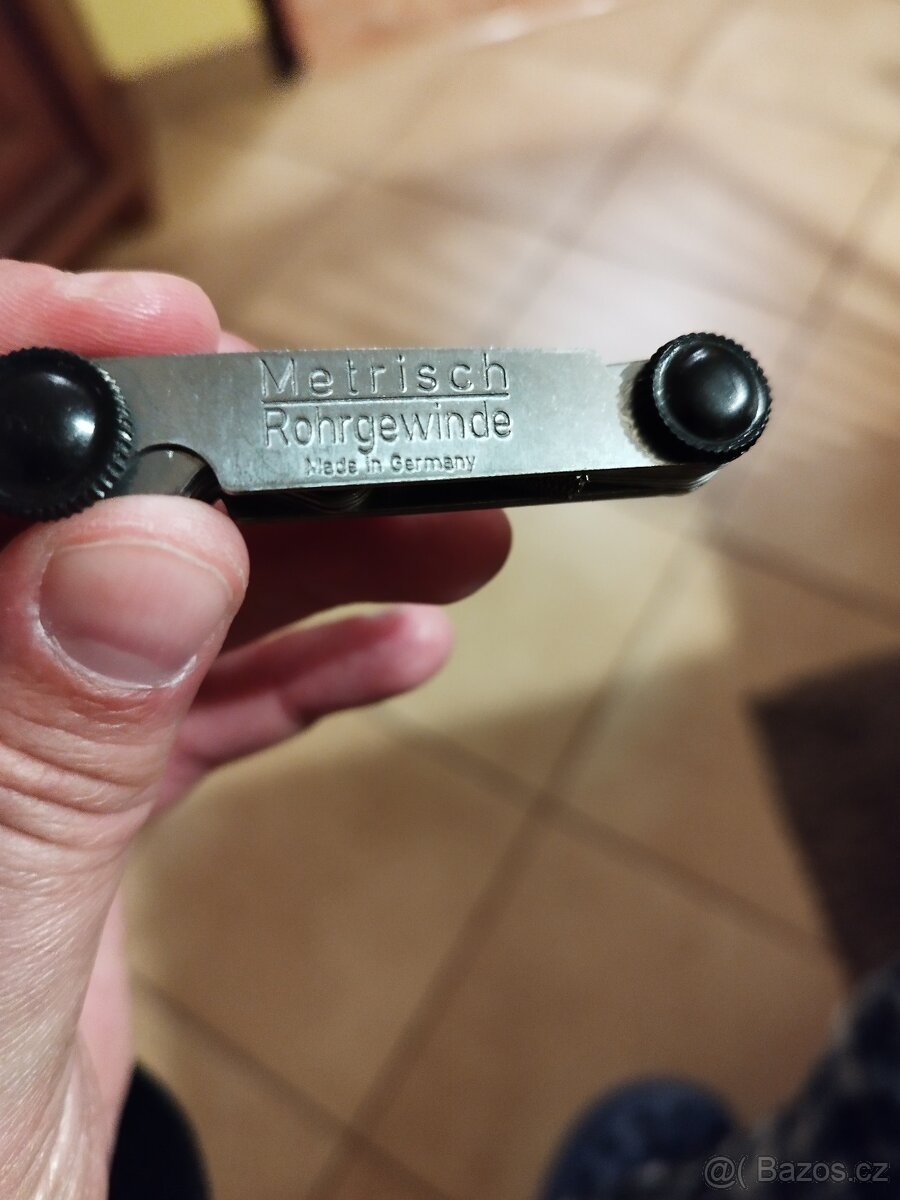 Metrisch
Rohrgewinde
Made in Germany
@( Bazos.cz